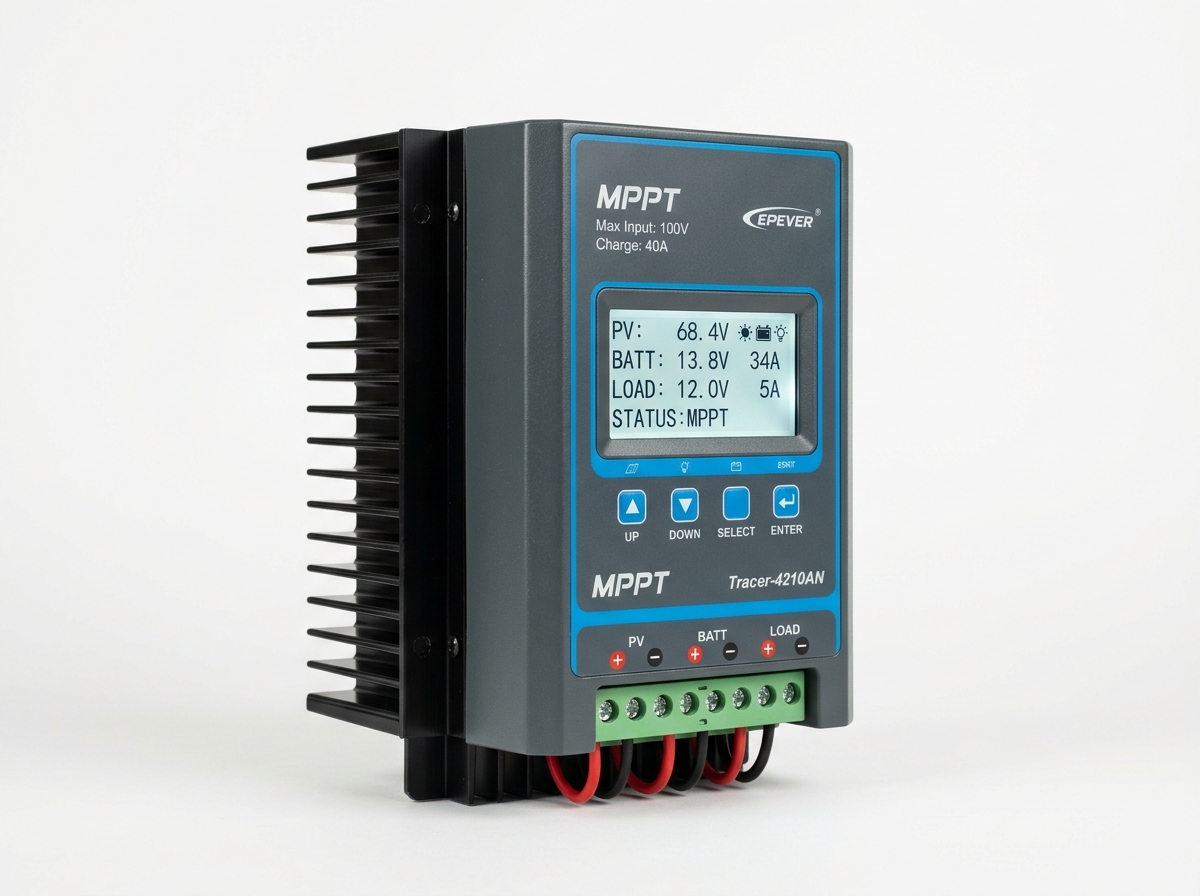 MPPT
Max Input: 100V
Charge: 40A
EPEVER®
PV: 68.4V
BATT: 13.8V 34A
LOAD: 12.0V 5A
STATUS:MPPT
UP DOWN SELECT ENTER
MPPT
Tracer-4210AN
PV BATT LOAD
+ − + − + −